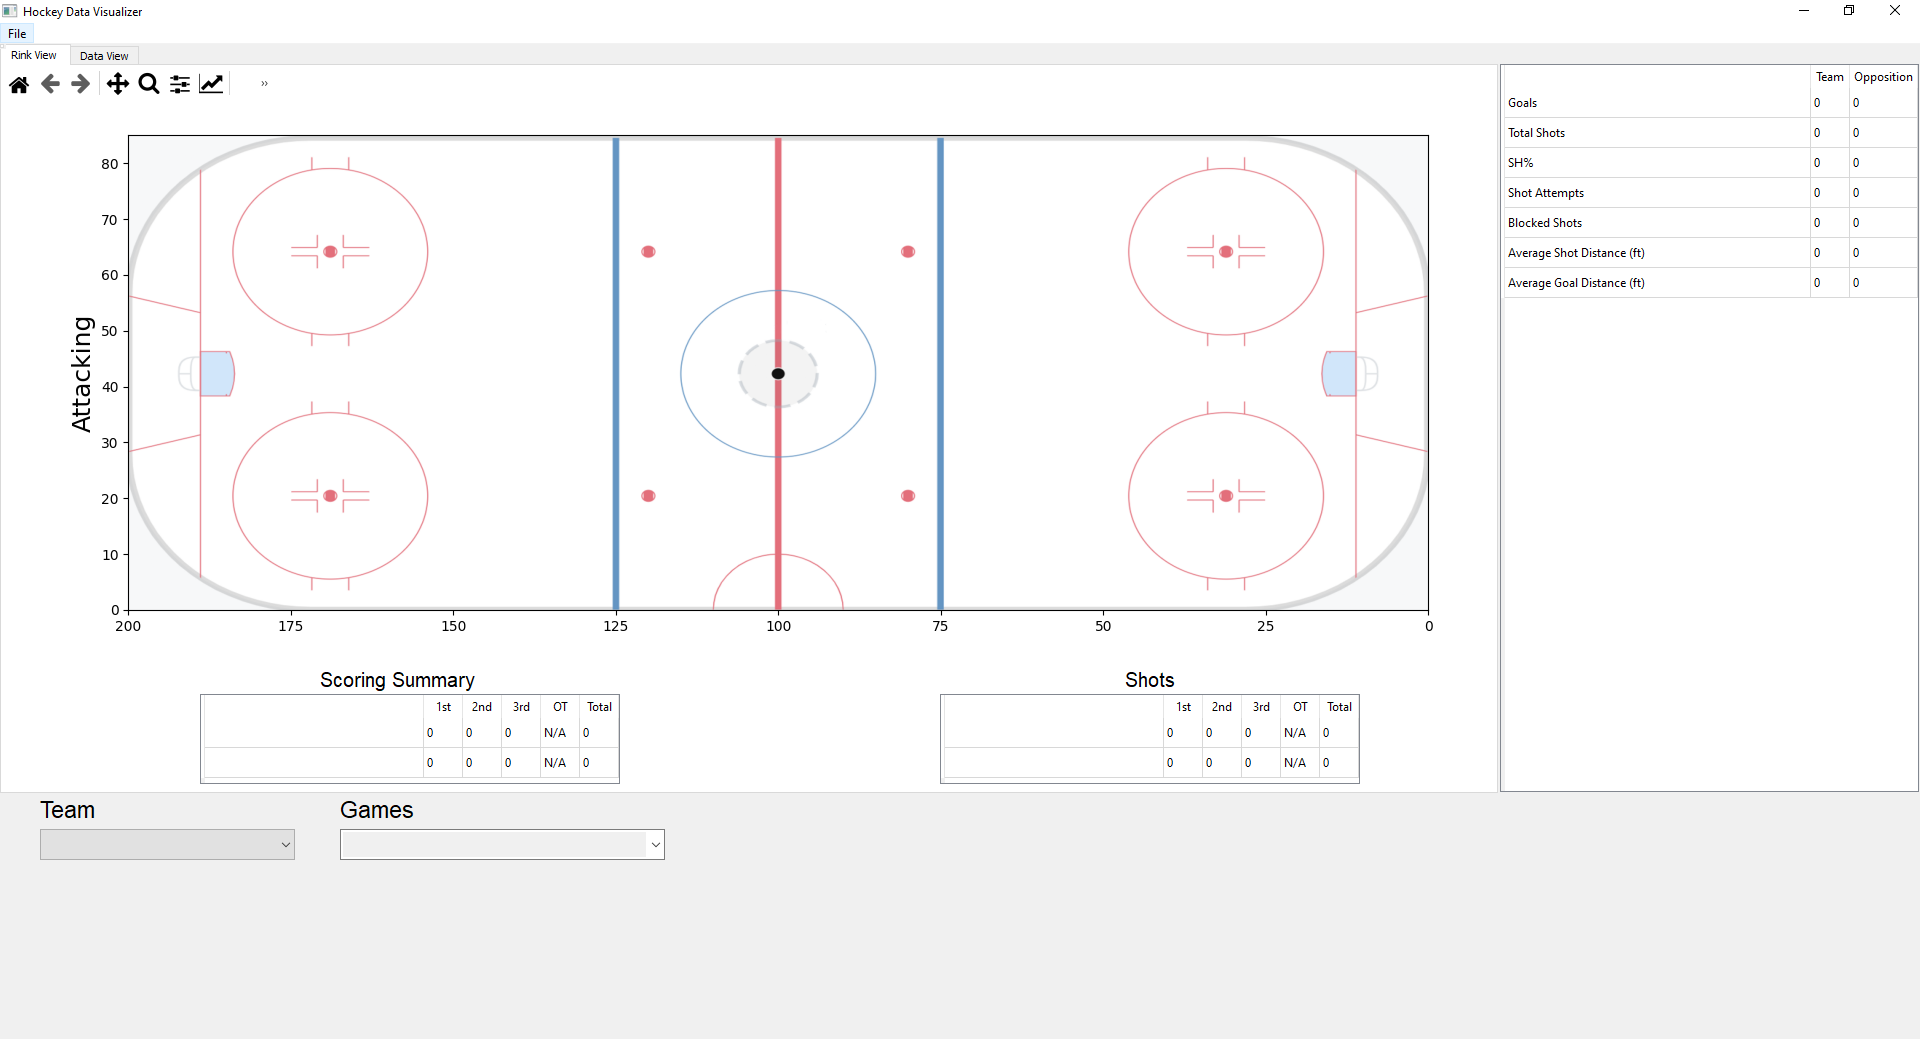 Hockey Data Visualizer
File
Rink View Data View
»
Attacking
80
70
60
50
40
30
20
10
0
200 175 150 125 100 75 50 25 0
Team Opposition
Goals 0 0
Total Shots 0 0
SH% 0 0
Shot Attempts 0 0
Blocked Shots 0 0
Average Shot Distance (ft) 0 0
Average Goal Distance (ft) 0 0
Scoring Summary
1st 2nd 3rd OT Total
0 0 0 N/A 0
0 0 0 N/A 0
Shots
1st 2nd 3rd OT Total
0 0 0 N/A 0
0 0 0 N/A 0
Team
Games